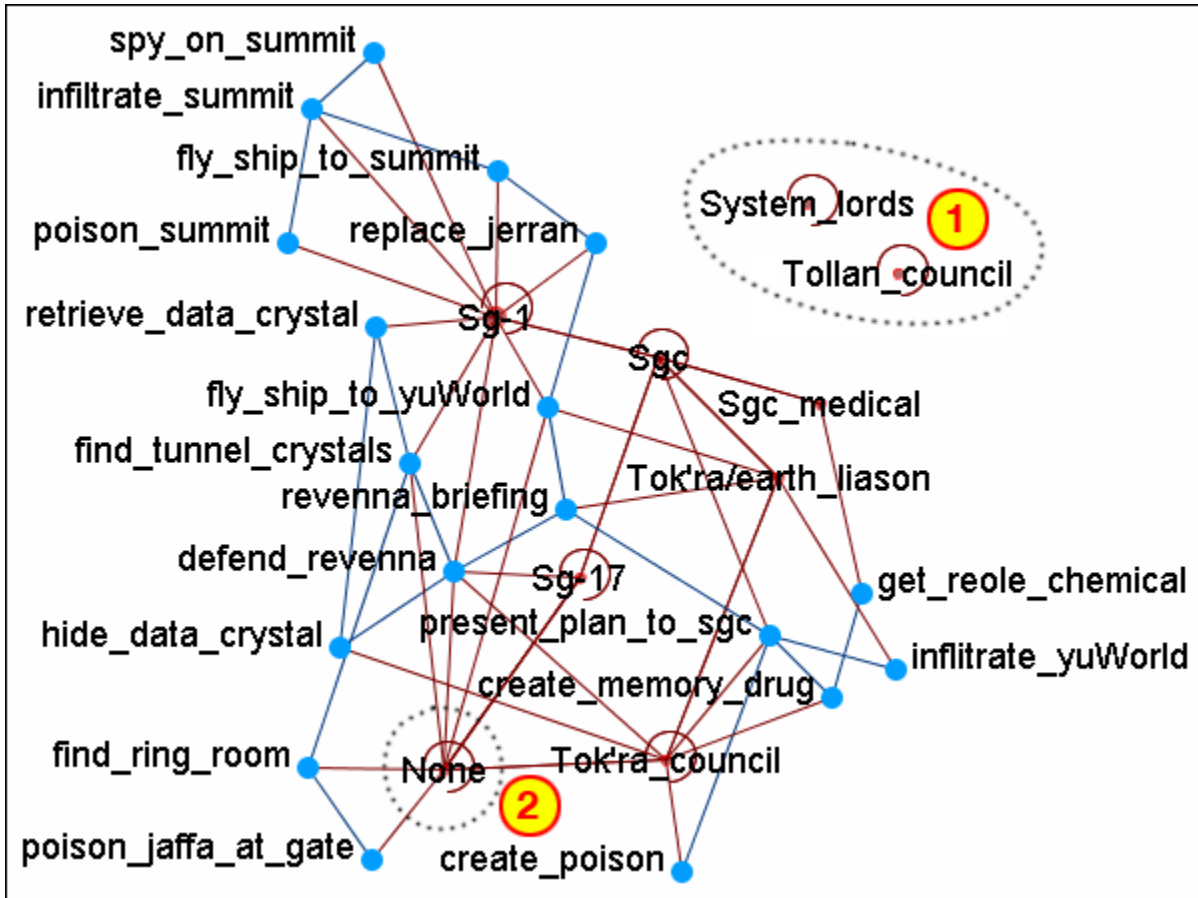 spy_on_summit
infiltrate_summit
fly_ship_to_summit
System_lords
1
poison_summit
replace_jerran
Tollan_council
retrieve_data_crystal
Sg-1
Sgc
fly_ship_to_yuWorld
Sgc_medical
find_tunnel_crystals
Tok'ra/earth_liason
revenna_briefing
defend_revenna
Sg-17
get_reole_chemical
hide_data_crystal
present_plan_to_sgc
inflitrate_yuWorld
create_memory_drug
find_ring_room
None
Tok'ra_council
2
poison_jaffa_at_gate
create_poison